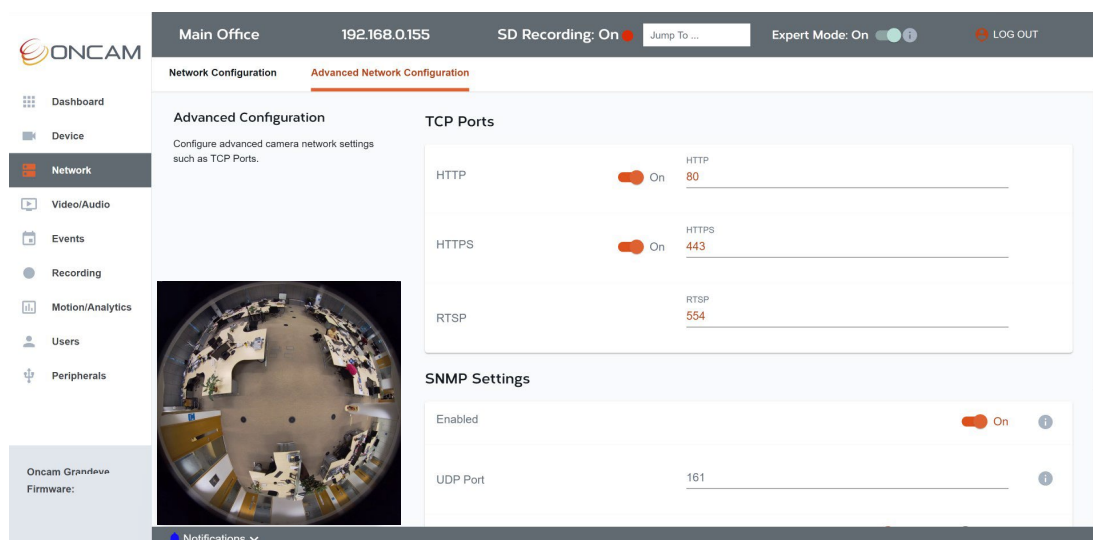 ONCAM
Main Office
192.168.0.155
SD Recording: On
Jump To ...
Expert Mode: On
LOG OUT
Network Configuration
Advanced Network Configuration
Dashboard
Device
Network
Video/Audio
Events
Recording
Motion/Analytics
Users
Peripherals
Oncam Grandeye
Firmware:
Advanced Configuration
Configure advanced camera network settings
such as TCP Ports.
TCP Ports
HTTP
On
HTTP
80
HTTPS
On
HTTPS
443
RTSP
RTSP
554
SNMP Settings
Enabled
On
UDP Port
161
Notifications